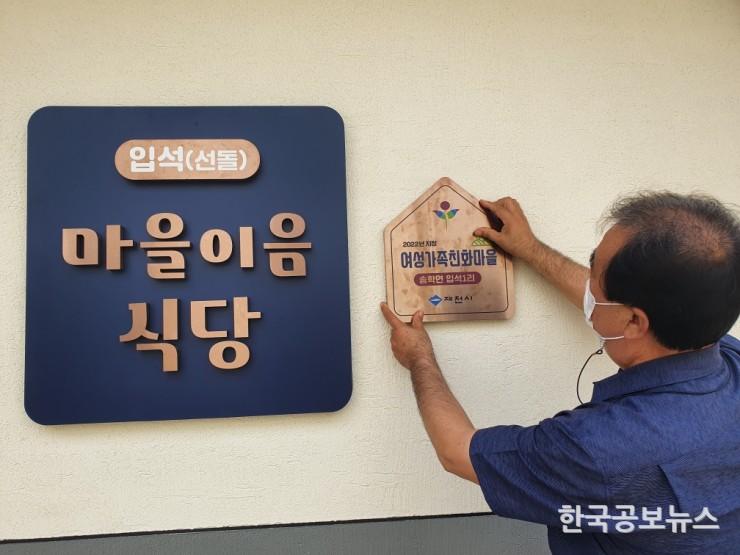 입석(선돌)
마을이음
식당
2022년 지정
여성가족친화마을
송학면 입석1리
제천시
한국공보뉴스